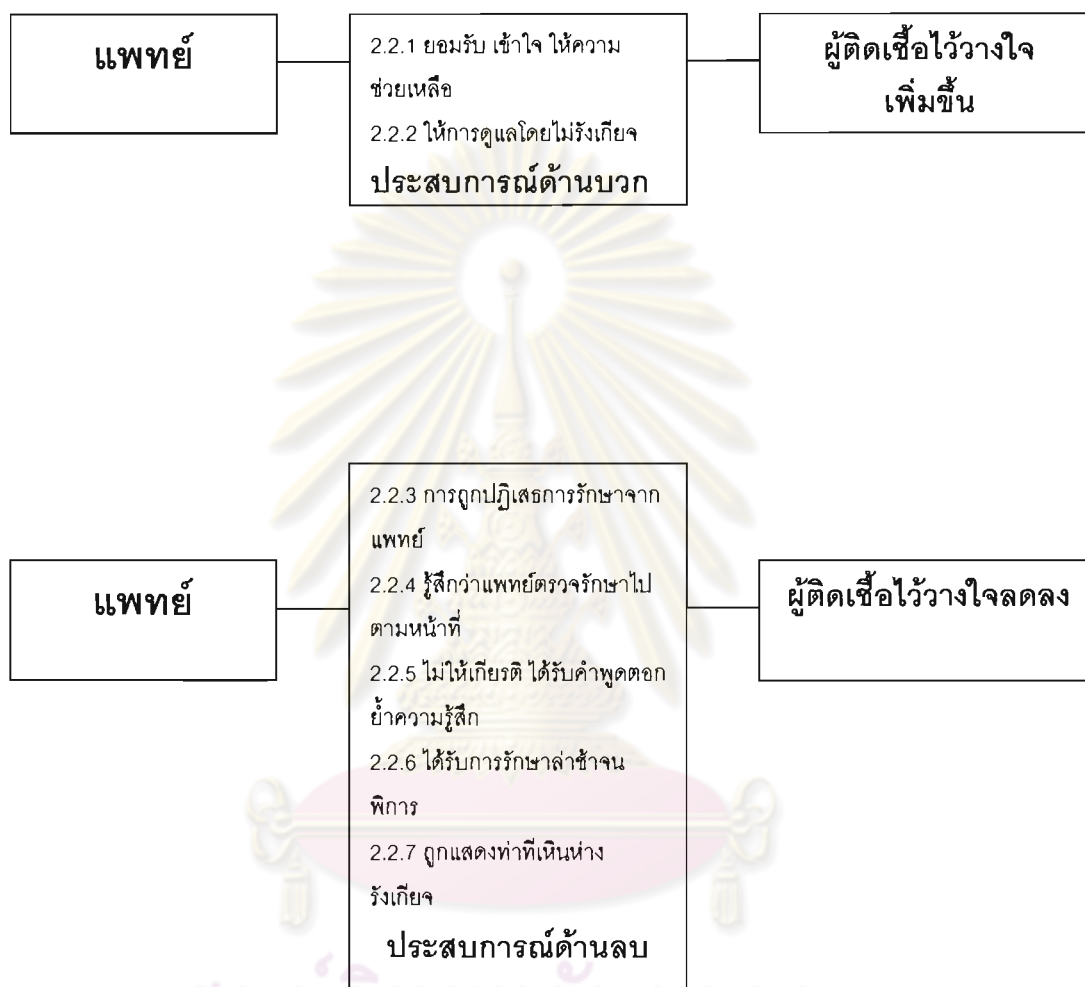 แพทย์
2.2.1 ยอมรับ เข้าใจ ให้ความ
ช่วยเหลือ
2.2.2 ให้การดูแลโดยไม่รังเกียจ
ประสบการณ์ด้านบวก
ผู้ติดเชื้อไว้วางใจ
เพิ่มขึ้น
แพทย์
2.2.3 การถูกปฏิเสธการรักษาจาก
แพทย์
2.2.4 รู้สึกว่าแพทย์ตรวจรักษาไป
ตามหน้าที่
2.2.5 ไม่ให้เกียรติ ได้รับคำพูดตอก
ย้ำความรู้สึก
2.2.6 ได้รับการรักษาล่าช้าจน
พิการ
2.2.7 ถูกแสดงท่าทีเหินห่าง
รังเกียจ
ประสบการณ์ด้านลบ
ผู้ติดเชื้อไว้วางใจลดลง